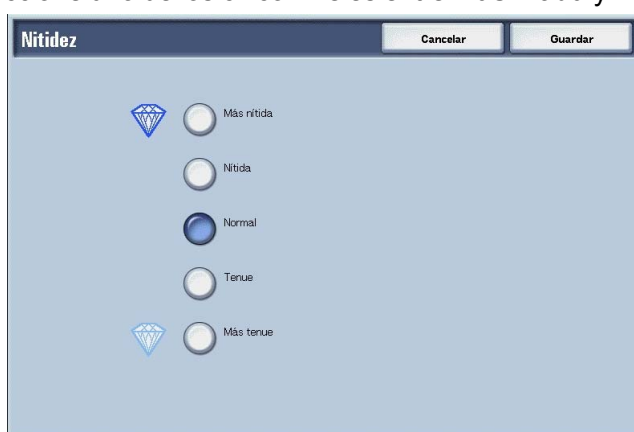 Nitidez
Cancelar
Guardar
Más nítida
Nítida
Normal
Tenue
Más tenue